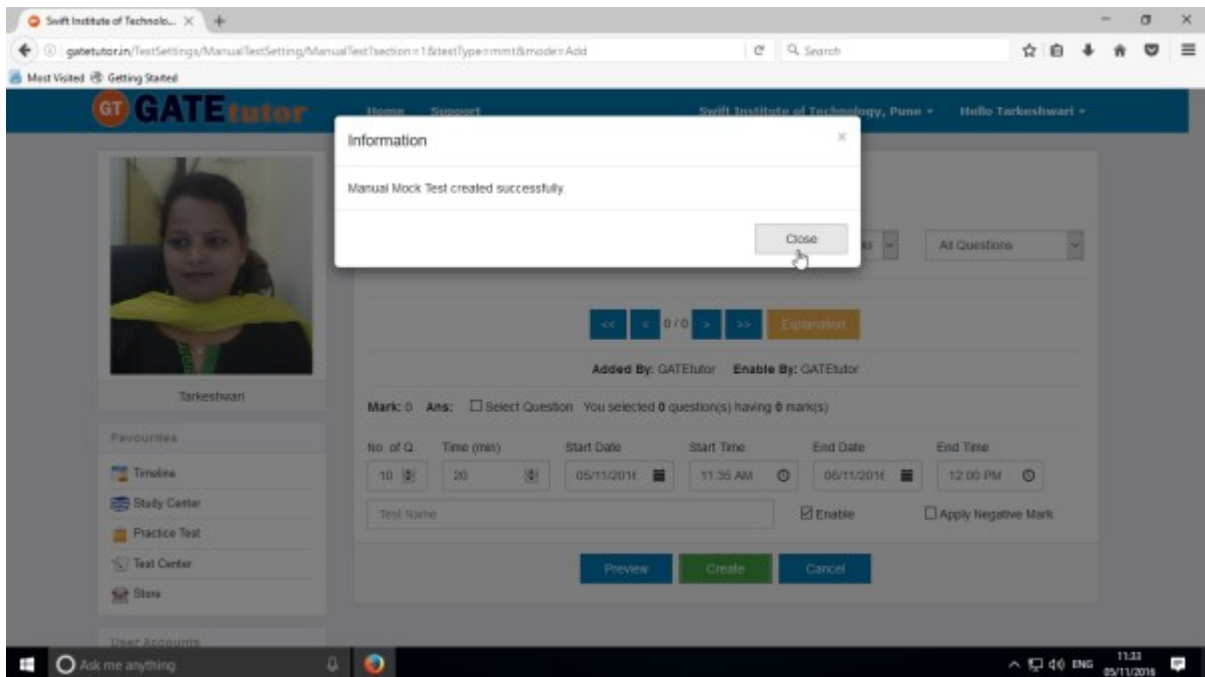 Swift Institute of Technolo...
gatetutor.in/TestSettings/ManualTestSetting/ManualTest?section=1&testType=mmt&mode=Add
Search
Most Visited Getting Started
GT GATEtutor Home Support Swift Institute of Technology, Pune Hello Tarkeshwari
Information
Manual Mock Test created successfully.
Close
All Questions
<< < 0 / 0 > >> Explanation
Added By: GATEtutor Enable By: GATEtutor
Tarkeshwari
Mark: 0 Ans: Select Question You selected 0 question(s) having 0 mark(s)
Favourties
No. of Q. Time (min) Start Date Start Time End Date End Time
Timeline
10 20 05/11/2016 11:35 AM 06/11/2016 12:00 PM
Study Center
Test Name Enable Apply Negative Mark
Practice Test
Test Center
Preview Create Cancel
Store
User Accounts
Ask me anything
ENG 11:33
05/11/2016